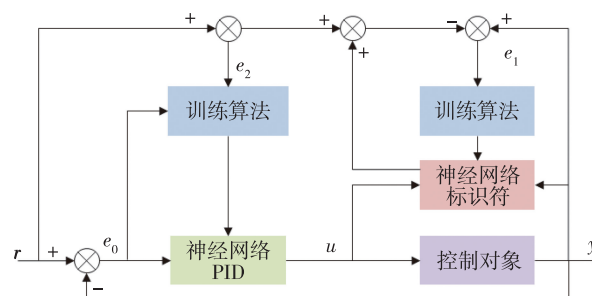 + + − +
e2 + e1
训练算法 训练算法
神经网络
标识符
r + e0 u y
神经网络
PID
控制对象
−